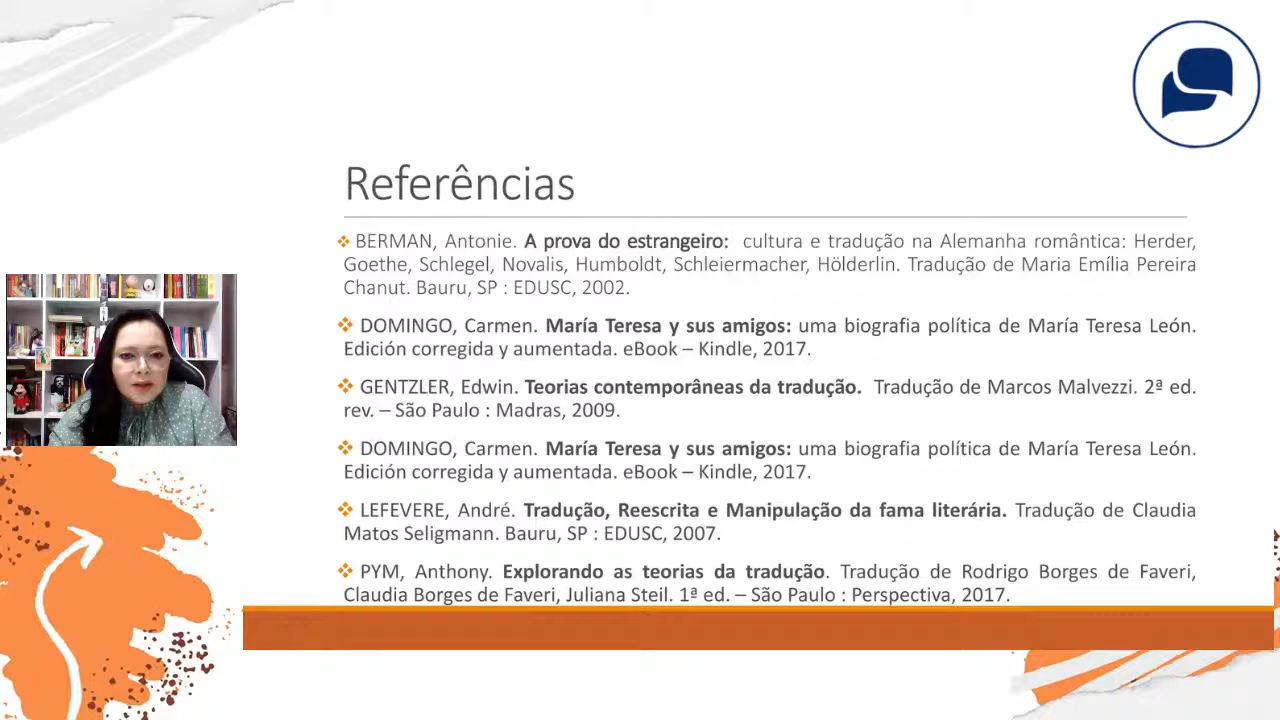 Referências
❖ BERMAN, Antonie. A prova do estrangeiro: cultura e tradução na Alemanha romântica: Herder,
Goethe, Schlegel, Novalis, Humboldt, Schleiermacher, Hölderlin. Tradução de Maria Emília Pereira
Chanut. Bauru, SP : EDUSC, 2002.
❖ DOMINGO, Carmen. María Teresa y sus amigos: uma biografia política de María Teresa León.
Edición corregida y aumentada. eBook – Kindle, 2017.
❖ GENTZLER, Edwin. Teorias contemporâneas da tradução. Tradução de Marcos Malvezzi. 2ª ed.
rev. – São Paulo : Madras, 2009.
❖ DOMINGO, Carmen. María Teresa y sus amigos: uma biografia política de María Teresa León.
Edición corregida y aumentada. eBook – Kindle, 2017.
❖ LEFEVERE, André. Tradução, Reescrita e Manipulação da fama literária. Tradução de Claudia
Matos Seligmann. Bauru, SP : EDUSC, 2007.
❖ PYM, Anthony. Explorando as teorias da tradução. Tradução de Rodrigo Borges de Faveri,
Claudia Borges de Faveri, Juliana Steil. 1ª ed. – São Paulo : Perspectiva, 2017.